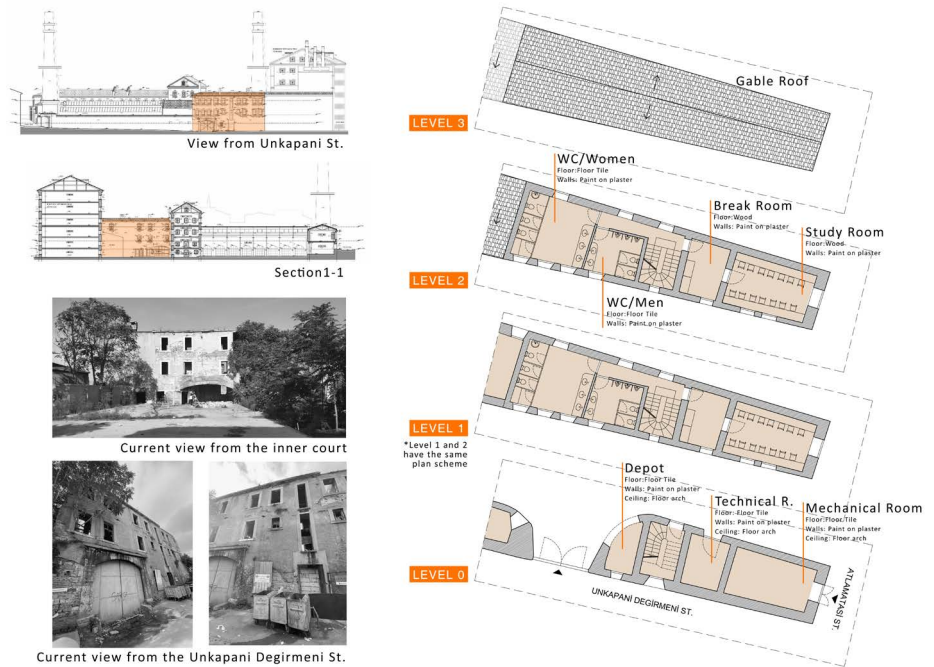 View from Unkapani St.
Section1-1
Current view from the inner court
Current view from the Unkapani Degirmeni St.
Gable Roof
LEVEL 3
WC/Women
Floor:Floor Tile
Walls: Paint on plaster
Break Room
Floor:Wood
Walls: Paint on plaster
Study Room
Floor:Wood
Walls: Paint on plaster
LEVEL 2
WC/Men
Floor:Floor Tile
Walls: Paint on plaster
LEVEL 1
*Level 1 and 2
have the same
plan scheme
Depot
Floor:Floor Tile
Walls: Paint on plaster
Ceiling: Floor arch
Technical R.
Floor: Floor Tile
Walls: Paint on plaster
Ceiling: Floor arch
Mechanical Room
Floor:Floor Tile
Walls: Paint on plaster
Ceiling: Floor arch
LEVEL 0
UNKAPANI DEGIRMENI ST.
ATLAMATASI ST.